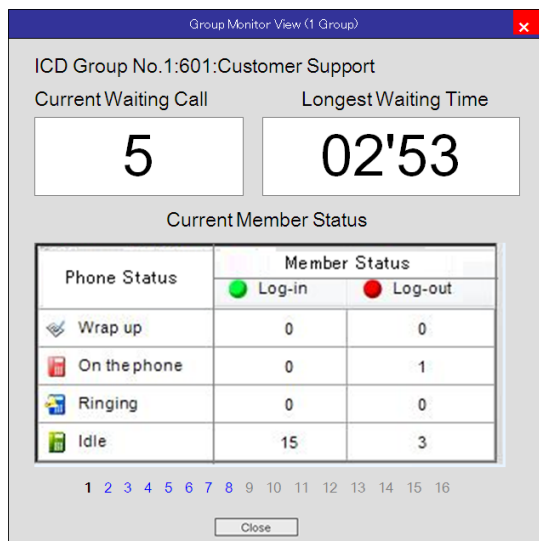 Group Monitor View (1 Group)
ICD Group No.1:601:Customer Support
Current Waiting Call Longest Waiting Time
5 02'53
Current Member Status
Phone Status Member Status
Log-in Log-out
Wrap up 0 0
On the phone 0 1
Ringing 0 0
Idle 15 3
1 2 3 4 5 6 7 8 9 10 11 12 13 14 15 16
Close